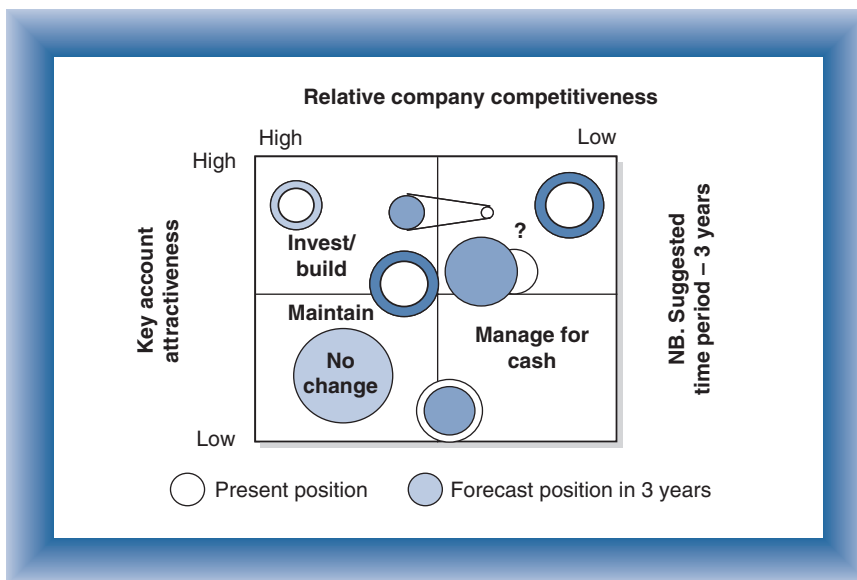 Relative company competitiveness
High
Low
High
Key account
attractiveness
Invest/
build
?
NB. Suggested
time period – 3 years
Maintain
Manage for
cash
No
change
Low
Present position
Forecast position in 3 years